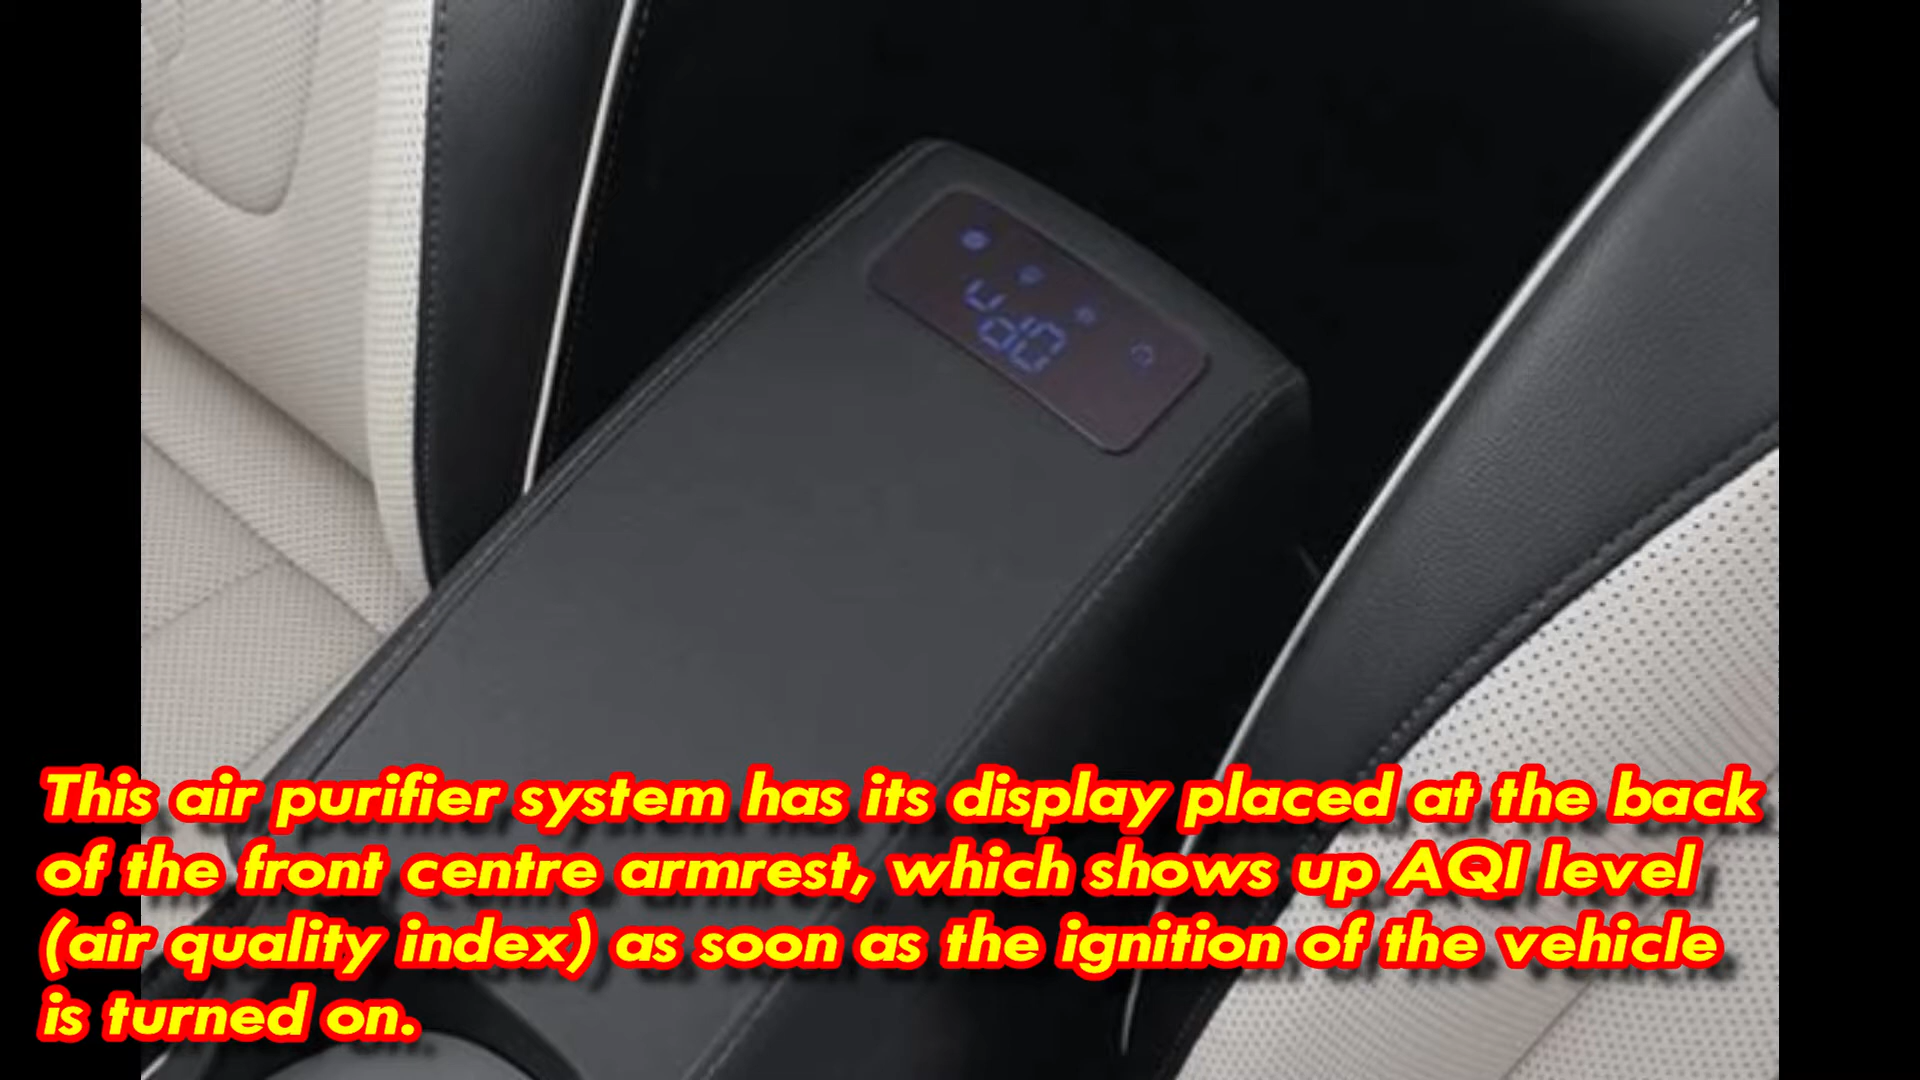 This air purifier system has its display placed at the back
of the front centre armrest, which shows up AQI level
(air quality index) as soon as the ignition of the vehicle
is turned on.